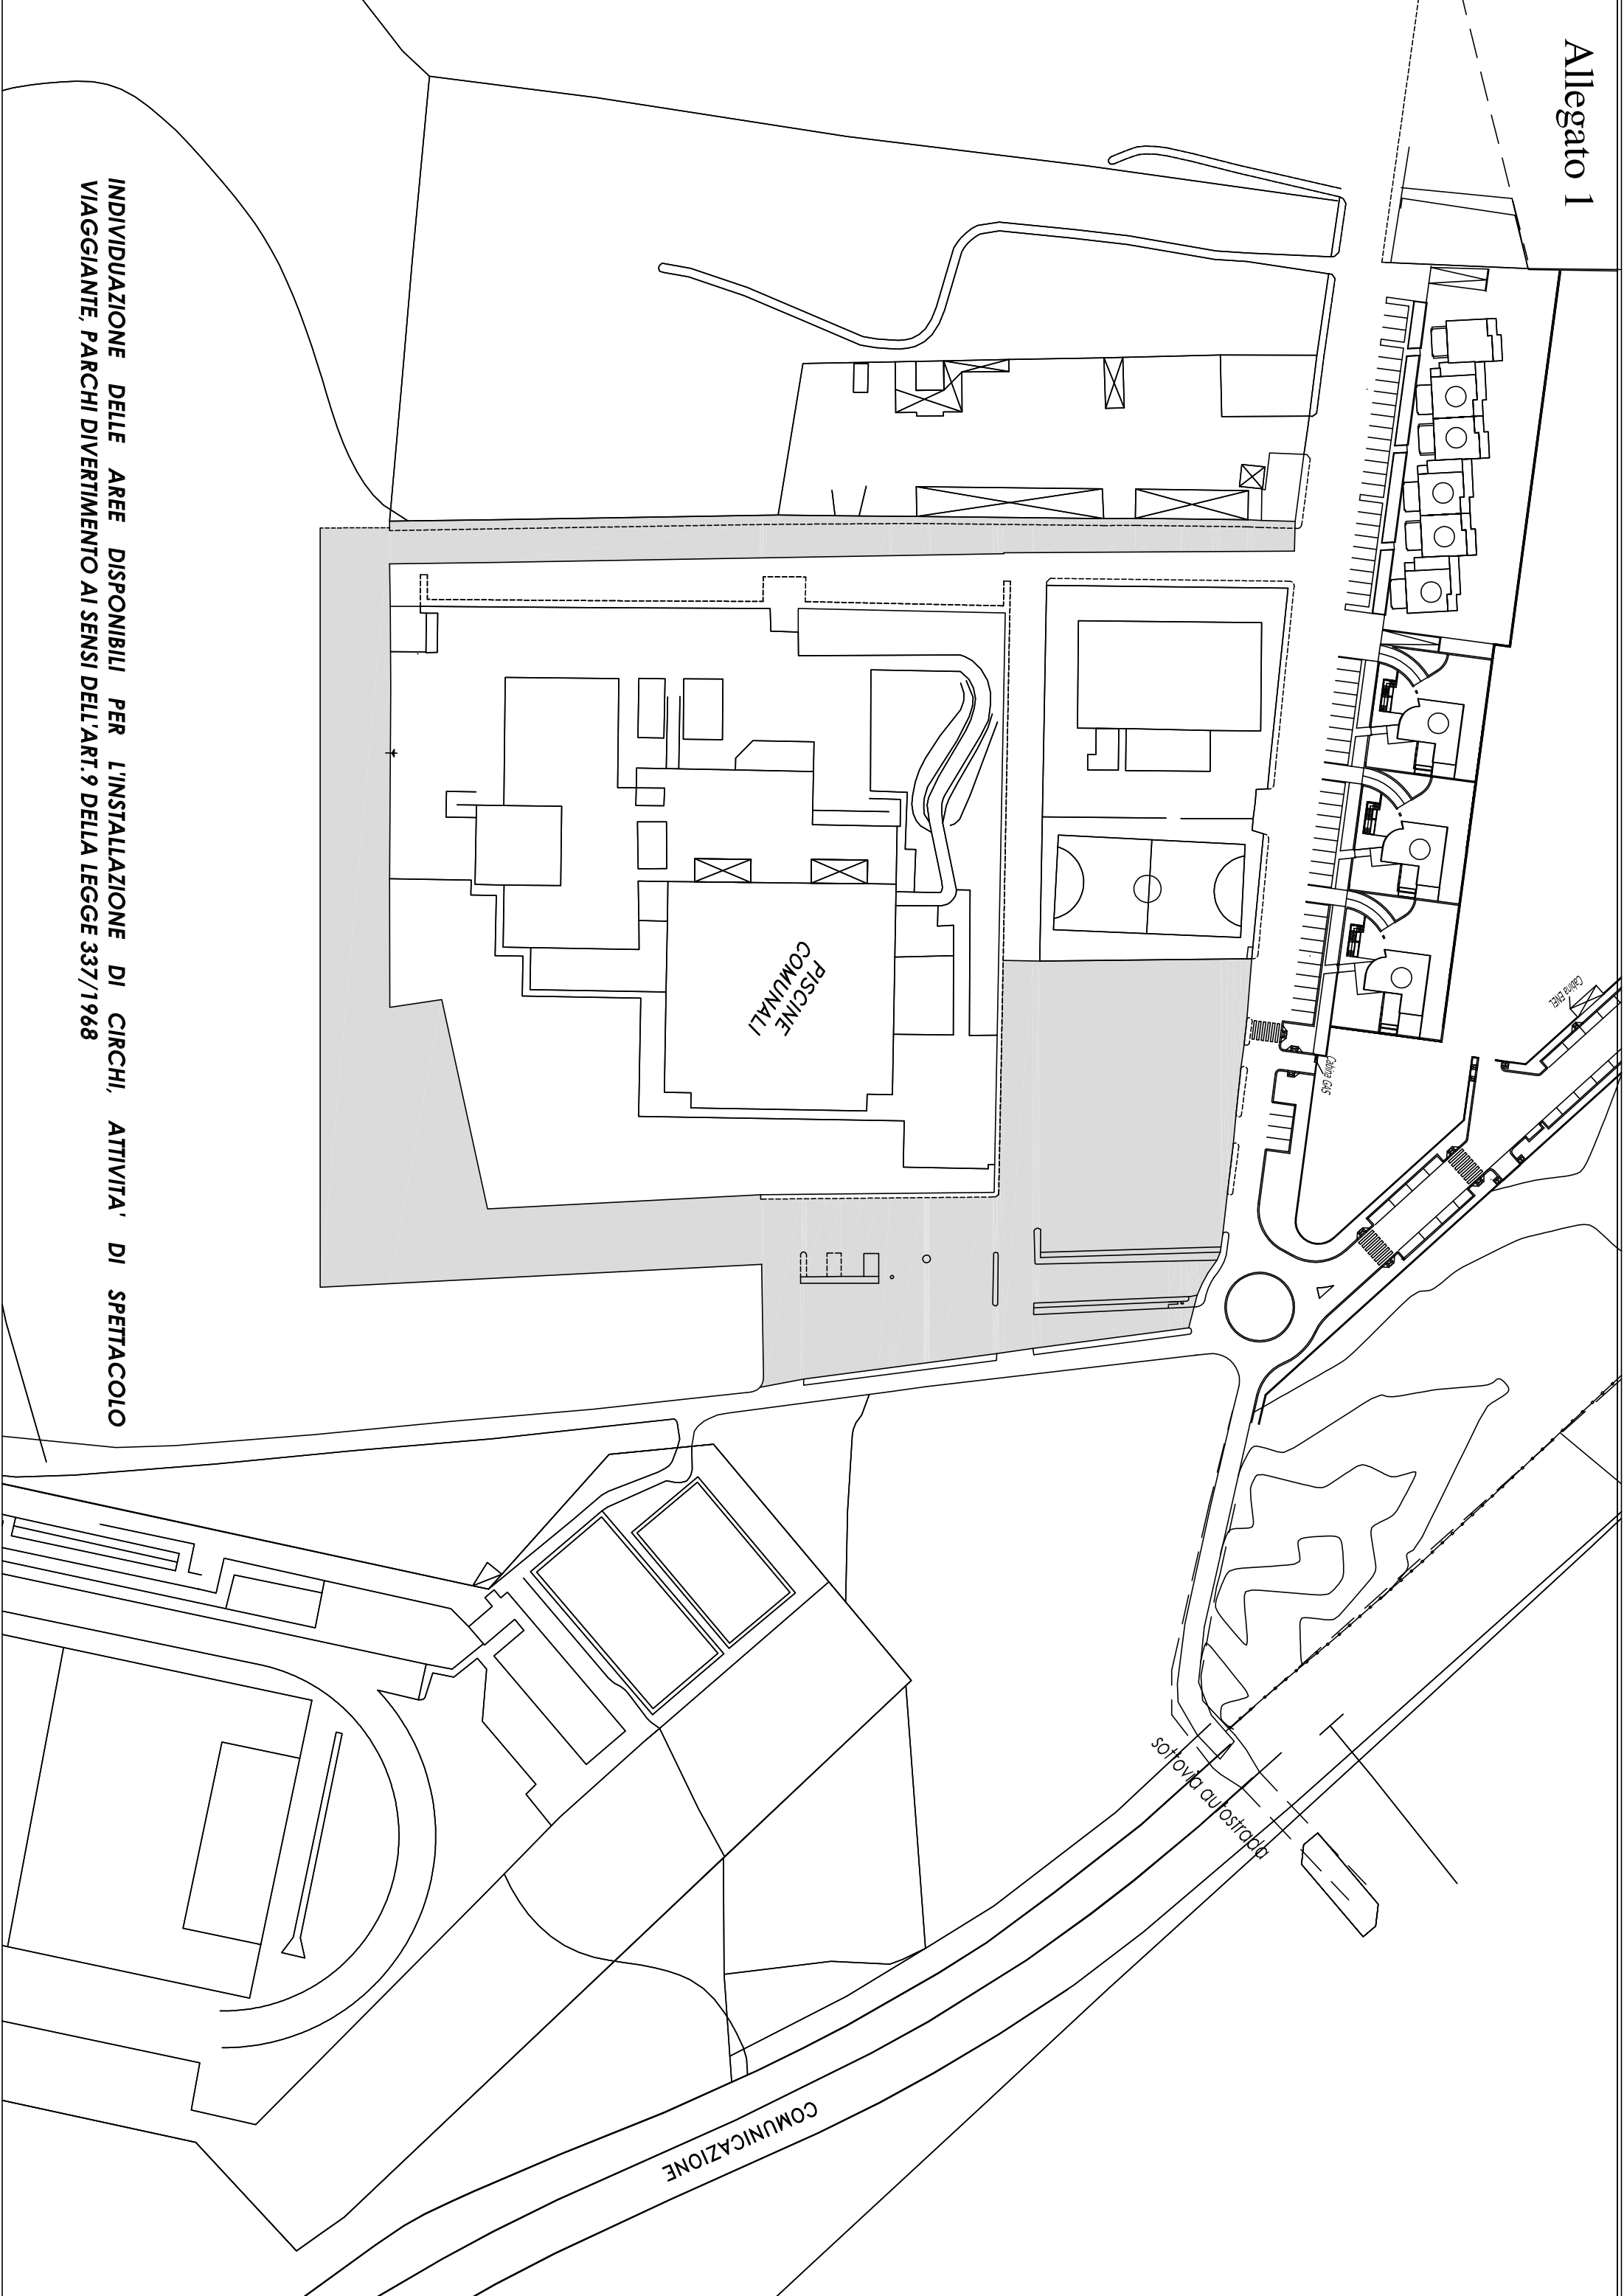 Allegato 1
Cabina ENEL
Cabina GAS
PISCINE
COMUNALI
sottovia autostrada
COMUNICAZIONE
INDIVIDUAZIONE DELLE AREE DISPONIBILI PER L'INSTALLAZIONE DI CIRCHI, ATTIVITA' DI SPETTACOLO
VIAGGIANTE, PARCHI DIVERTIMENTO AI SENSI DELL'ART.9 DELLA LEGGE 337/1968